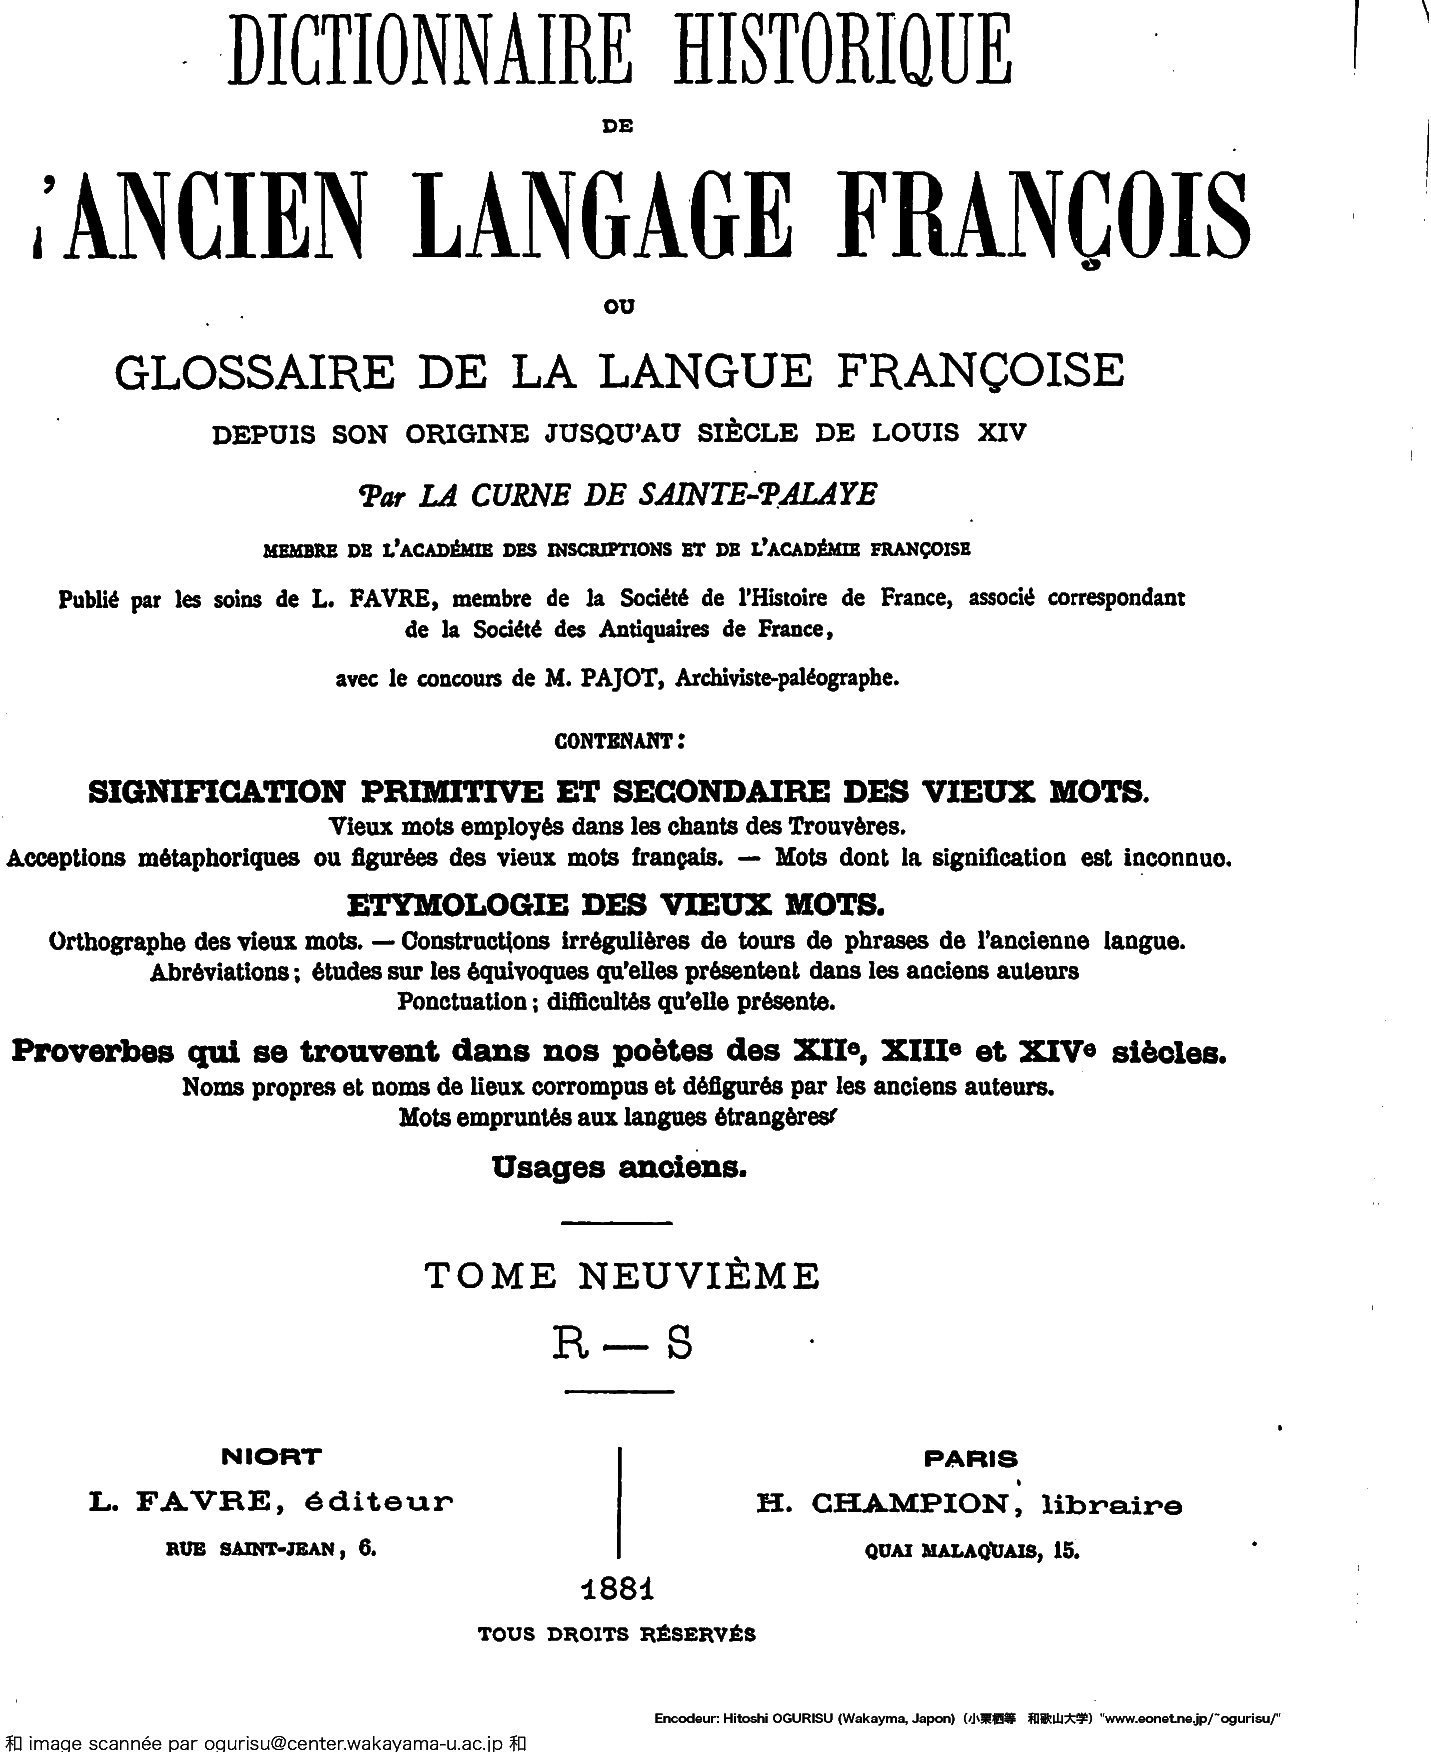 DICTIONNAIRE HISTORIQUE
DE
'ANCIEN LANGAGE FRANÇOIS
OU
GLOSSAIRE DE LA LANGUE FRANÇOISE
DEPUIS SON ORIGINE JUSQU'AU SIÈCLE DE LOUIS XIV
Par LA CURNE DE SAINTE-PALAYE
MEMBRE DE L'ACADÉMIE DES INSCRIPTIONS ET DE L'ACADÉMIE FRANÇOISE
Publié par les soins de L. FAVRE, membre de la Société de l'Histoire de France, associé correspondant
de la Société des Antiquaires de France,
avec le concours de M. PAJOT, Archiviste-paléographe.
CONTENANT :
SIGNIFICATION PRIMITIVE ET SECONDAIRE DES VIEUX MOTS.
Vieux mots employés dans les chants des Trouvères.
Acceptions métaphoriques ou figurées des vieux mots français. — Mots dont la signification est inconnue.
ETYMOLOGIE DES VIEUX MOTS.
Orthographe des vieux mots. — Constructions irrégulières de tours de phrases de l'ancienne langue.
Abréviations ; études sur les équivoques qu'elles présentent dans les anciens auteurs
Ponctuation ; difficultés qu'elle présente.
Proverbes qui se trouvent dans nos poètes des XIIe, XIIIe et XIVe siècles.
Noms propres et noms de lieux corrompus et défigurés par les anciens auteurs.
Mots empruntés aux langues étrangères
Usages anciens.
TOME NEUVIÈME
R — S
NIORT
L. FAVRE, éditeur
RUE SAINT-JEAN, 6.
PARIS
H. CHAMPION, libraire
QUAI MALAQUAIS, 15.
1881
TOUS DROITS RÉSERVÉS
Encodeur: Hitoshi OGURISU (Wakayma, Japon) (小栗栖等 和歌山大学) "www.eonet.ne.jp/~ogurisu/"
和 image scannée par ogurisu@center.wakayama-u.ac.jp 和